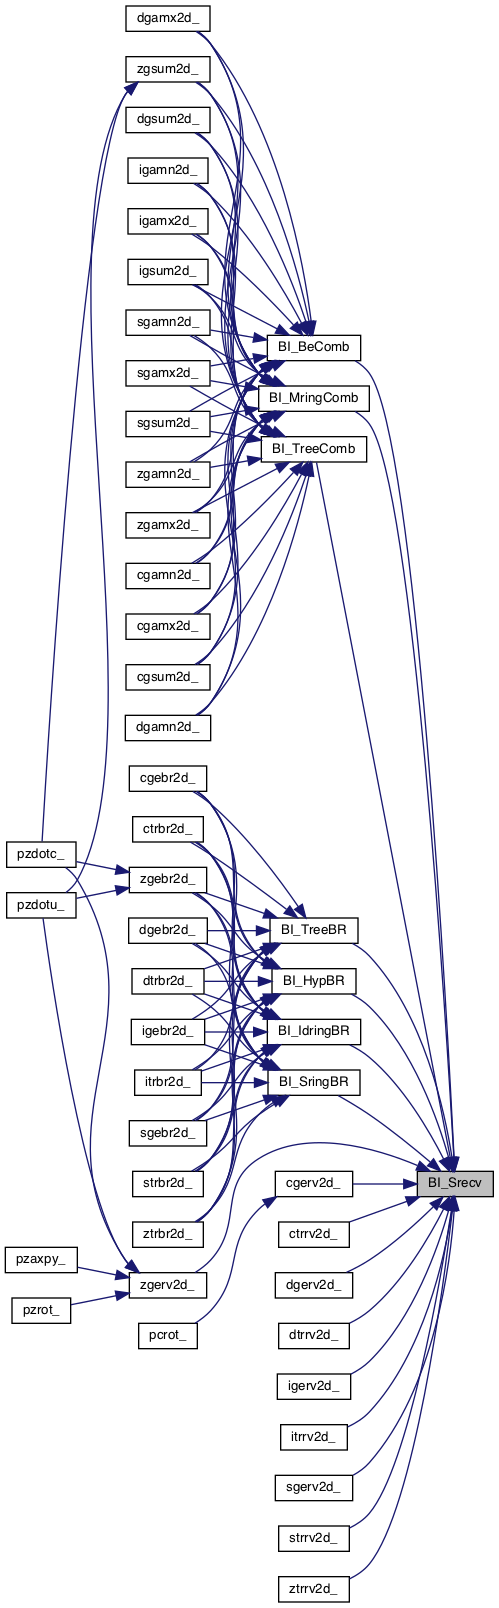 dgamx2d_
zgsum2d_
dgsum2d_
igamn2d_
igamx2d_
igsum2d_
sgamn2d_
BI_BeComb
sgamx2d_
BI_MringComb
sgsum2d_
BI_TreeComb
zgamn2d_
zgamx2d_
cgamn2d_
cgamx2d_
cgsum2d_
dgamn2d_
cgebr2d_
ctrbr2d_
pzdotc_
zgebr2d_
pzdotu_
dgebr2d_
BI_TreeBR
dtrbr2d_
BI_HypBR
igebr2d_
BI_IdringBR
itrbr2d_
BI_SringBR
sgebr2d_
strbr2d_
cgerv2d_
BI_Srecv
ztrbr2d_
ctrrv2d_
pzaxpy_
zgerv2d_
dgerv2d_
pzrot_
pcrot_
dtrrv2d_
igerv2d_
itrrv2d_
sgerv2d_
strrv2d_
ztrrv2d_